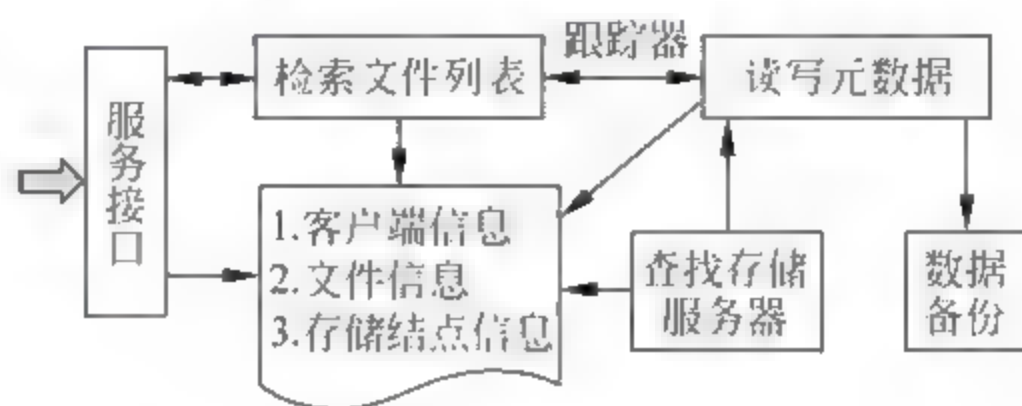 跟踪器
检索文件列表
读写元数据
服务接口
1.客户端信息
2.文件信息
3.存储结点信息
查找存储
服务器
数据
备份